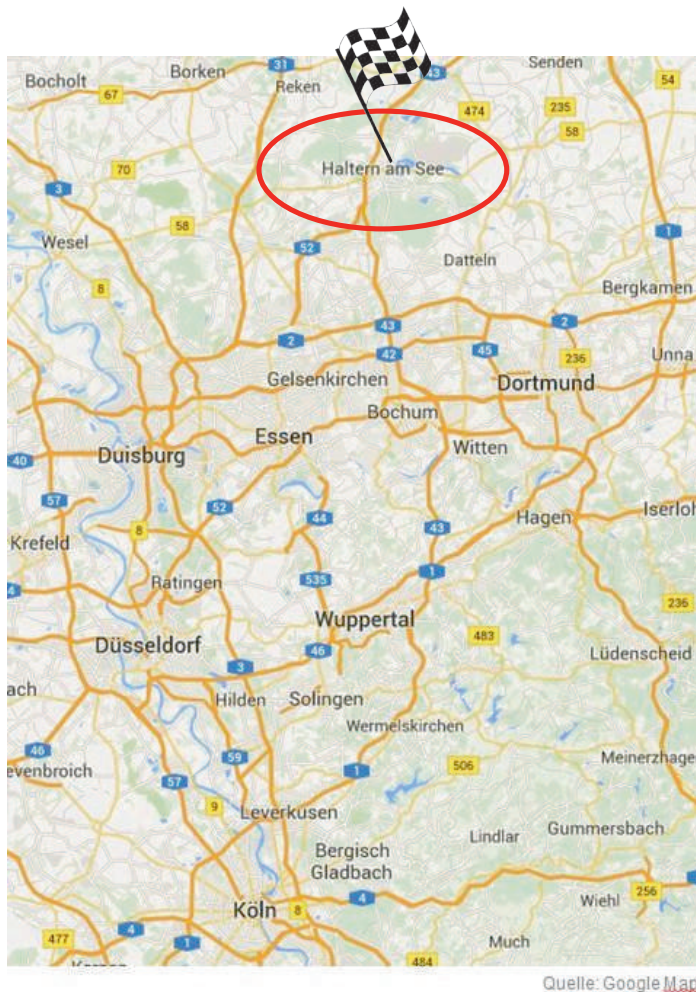 31
43
Senden
Borken
54
Bocholt
Reken
67
474
235
58
Haltern am See
70
3
58
1
Wesel
52
Datteln
8
Bergkamen
2
43
2
42
45
236
Unna
Gelsenkirchen
Dortmund
Bochum
Essen
Witten
Duisburg
40
57
52
44
43
Hagen
Iserloh
8
Krefeld
1
4
Ratingen
535
236
Wuppertal
483
Düsseldorf
46
Lüdenscheid
3
ach
Hilden
Solingen
Wermelskirchen
46
59
506
Meinerzhage
evenbroich
57
1
9
Leverkusen
Gummersbach
Lindlar
Bergisch
Gladbach
4
256
Wiehl
Köln
8
477
4
1
Much
484
Quelle: Google Map